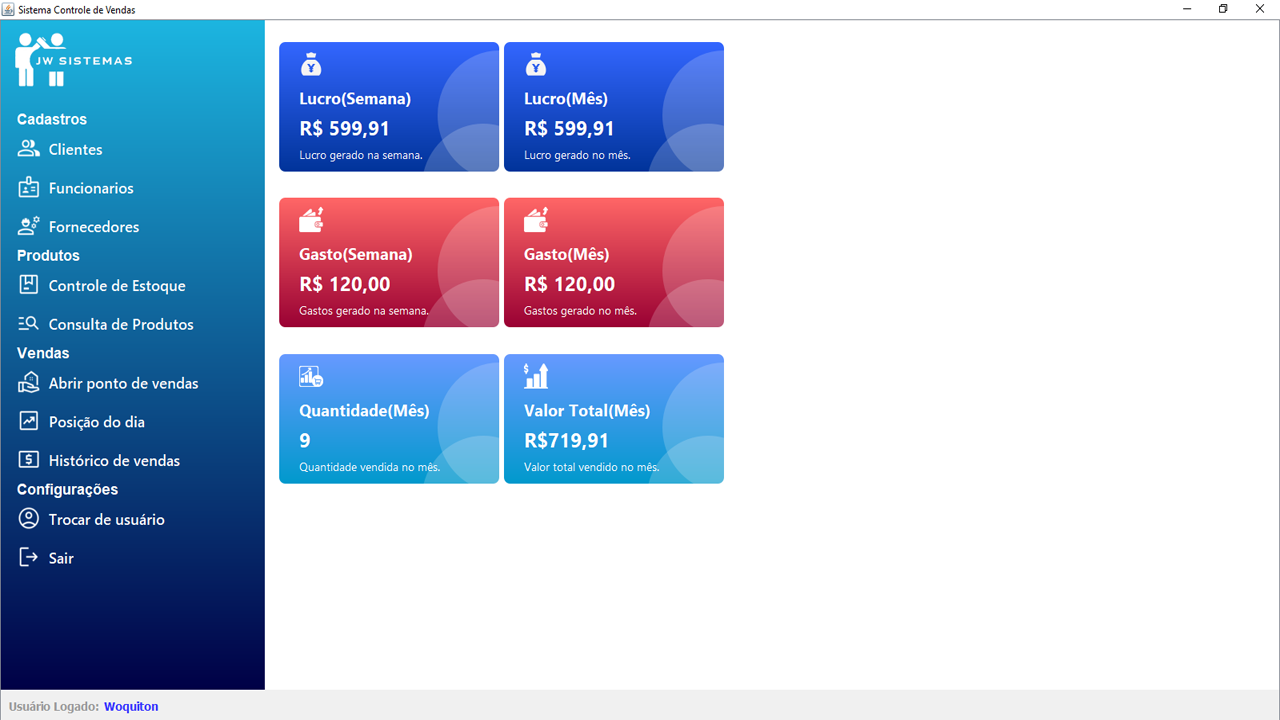 Sistema Controle de Vendas
JW SISTEMAS
Cadastros
Clientes
Funcionarios
Fornecedores
Produtos
Controle de Estoque
Consulta de Produtos
Vendas
Abrir ponto de vendas
Posição do dia
Histórico de vendas
Configurações
Trocar de usuário
Sair
Lucro(Semana)
R$ 599,91
Lucro gerado na semana.
Lucro(Mês)
R$ 599,91
Lucro gerado no mês.
Gasto(Semana)
R$ 120,00
Gastos gerado na semana.
Gasto(Mês)
R$ 120,00
Gastos gerado no mês.
Quantidade(Mês)
9
Quantidade vendida no mês.
Valor Total(Mês)
R$719,91
Valor total vendido no mês.
Usuário Logado: Woquiton